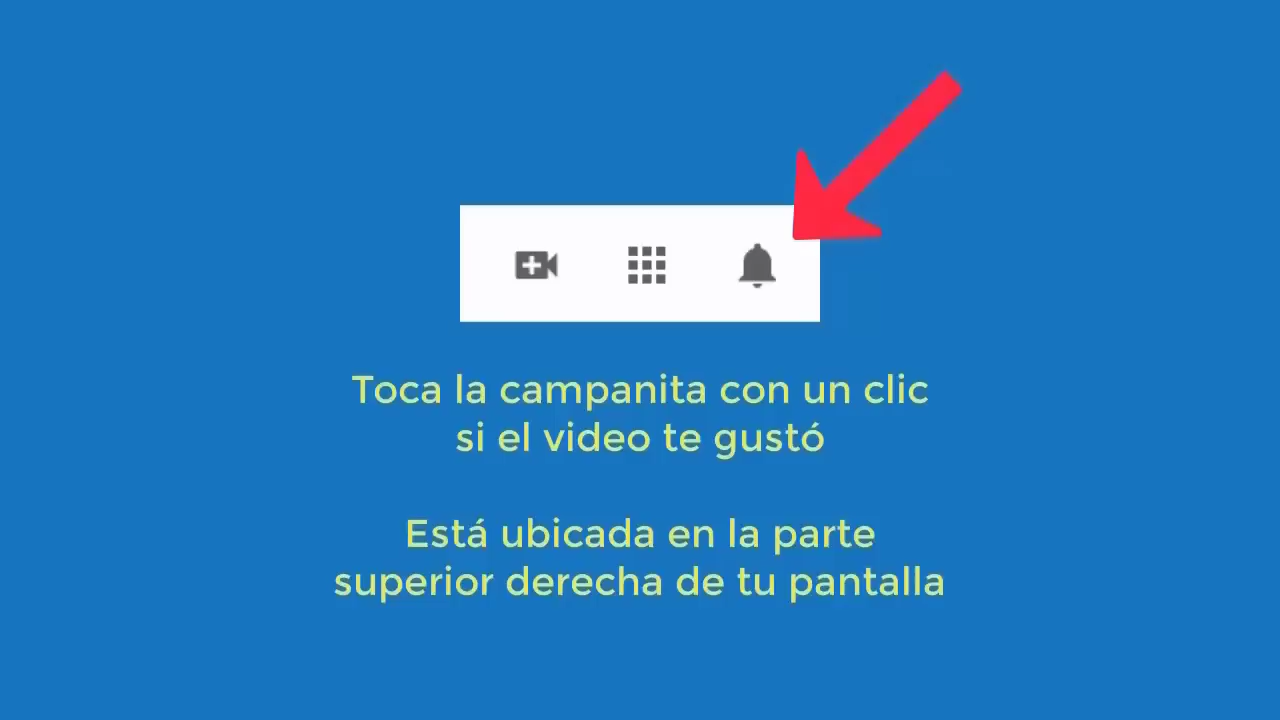 Toca la campanita con un clic
si el video te gustó
Está ubicada en la parte
superior derecha de tu pantalla